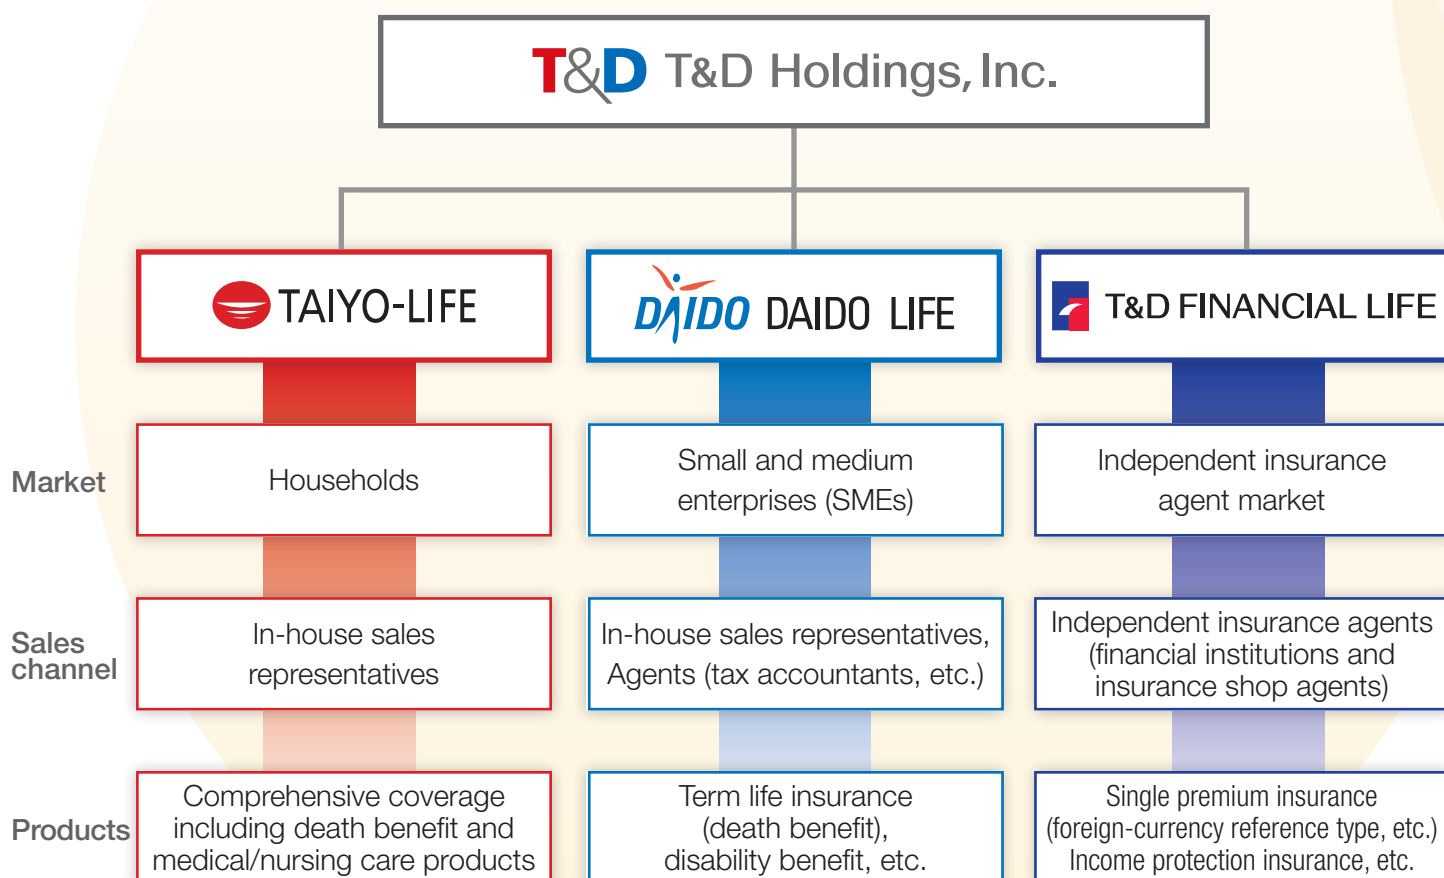 T&D T&D Holdings, Inc.
TAIYO-LIFE
DAIDO DAIDO LIFE
T&D FINANCIAL LIFE
Market
Households
Small and medium
enterprises (SMEs)
Independent insurance
agent market
Sales
channel
In-house sales
representatives
In-house sales representatives,
Agents (tax accountants, etc.)
Independent insurance agents
(financial institutions and
insurance shop agents)
Products
Comprehensive coverage
including death benefit and
medical/nursing care products
Term life insurance
(death benefit),
disability benefit, etc.
Single premium insurance
(foreign-currency reference type, etc.)
Income protection insurance, etc.